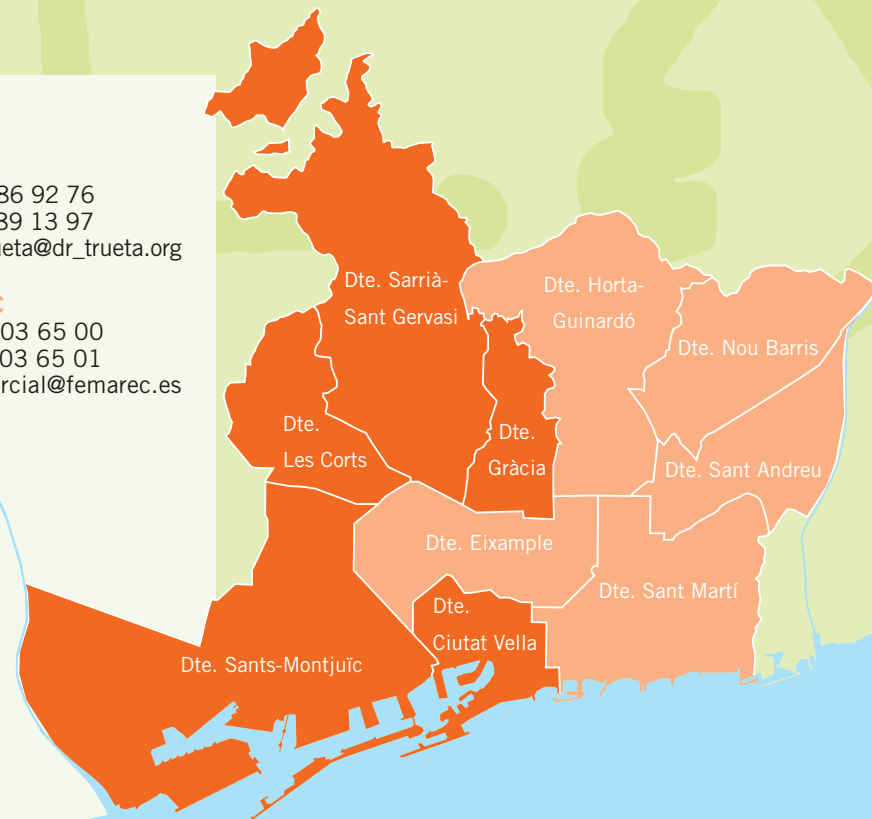 86 92 76
89 13 97
ueta@dr_trueta.org
03 65 00
03 65 01
rcial@femarec.es
Dte. Sarrià-
Sant Gervasi
Dte. Horta-
Guinardó
Dte. Nou Barris
Dte.
Les Corts
Dte.
Gràcia
Dte. Sant Andreu
Dte. Eixample
Dte. Sant Martí
Dte.
Ciutat Vella
Dte. Sants-Montjuïc